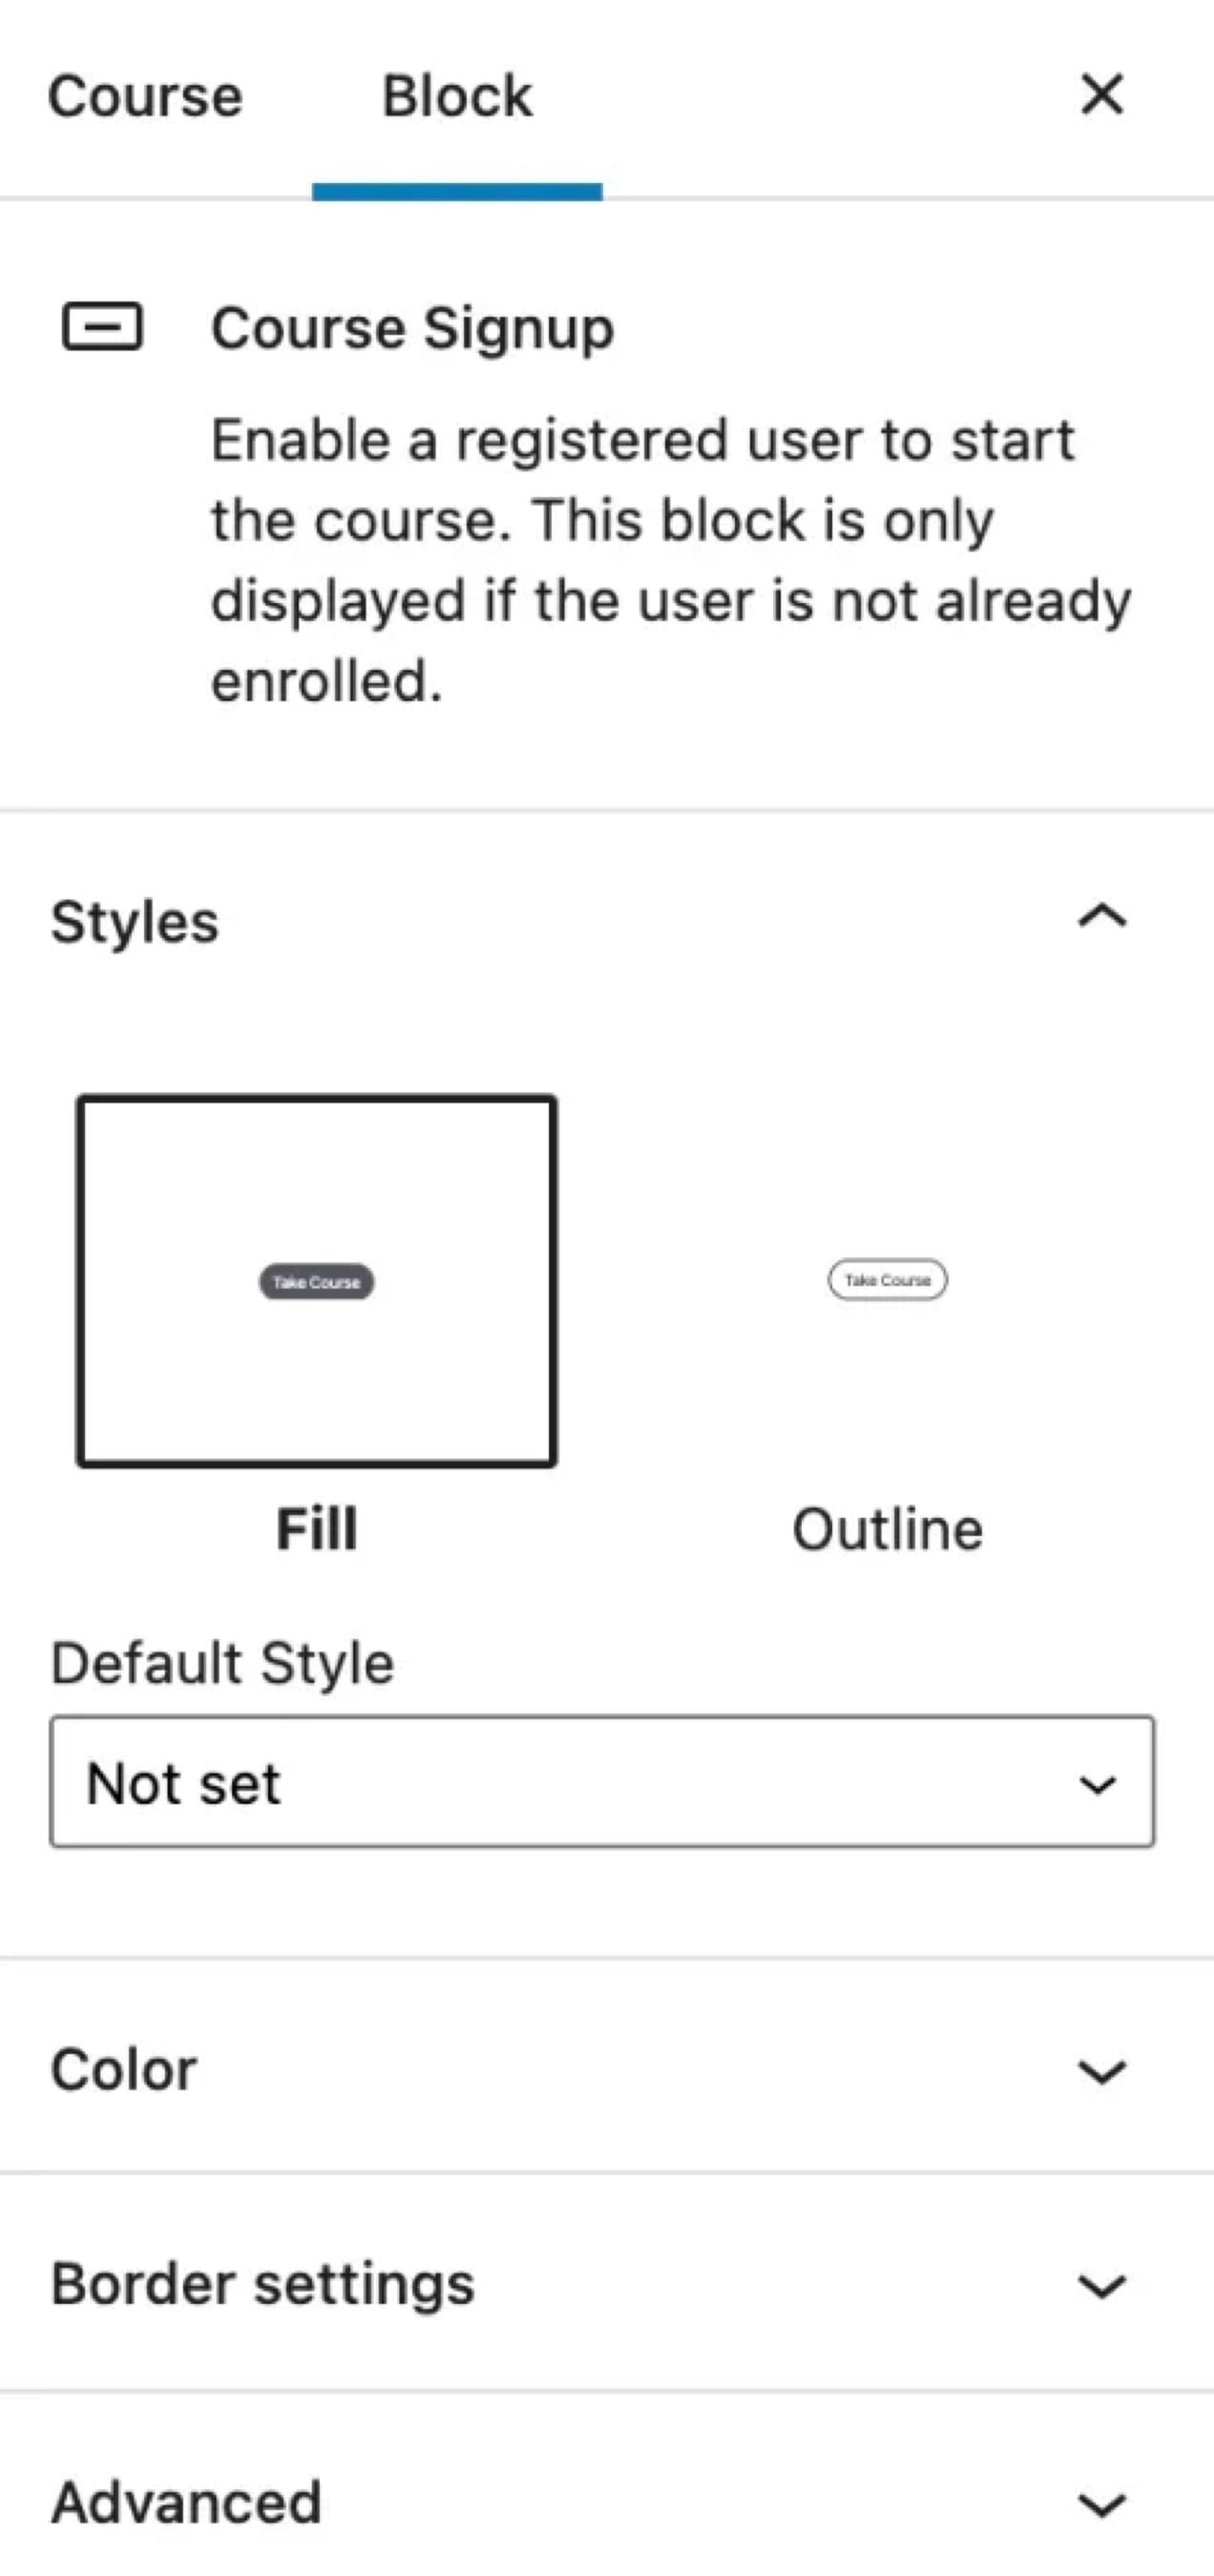 Course Block
Course Signup
Enable a registered user to start
the course. This block is only
displayed if the user is not already
enrolled.
Styles
Take Course Take Course
Fill Outline
Default Style
Not set
Color
Border settings
Advanced